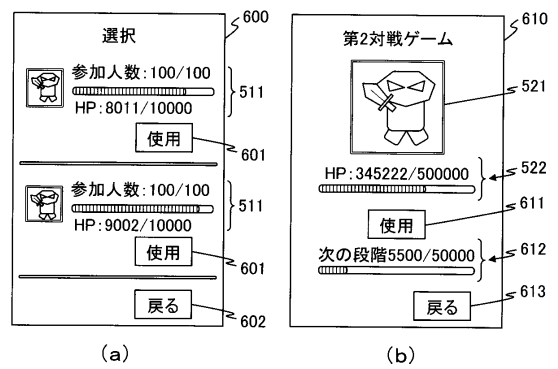 選択
600
参加人数:100/100
HP:8011/10000
511
使用
601
参加人数:100/100
HP:9002/10000
511
使用
601
戻る
602
(a)
第2対戦ゲーム
610
521
HP:345222/500000
522
使用
611
次の段階5500/50000
612
戻る
613
(b)